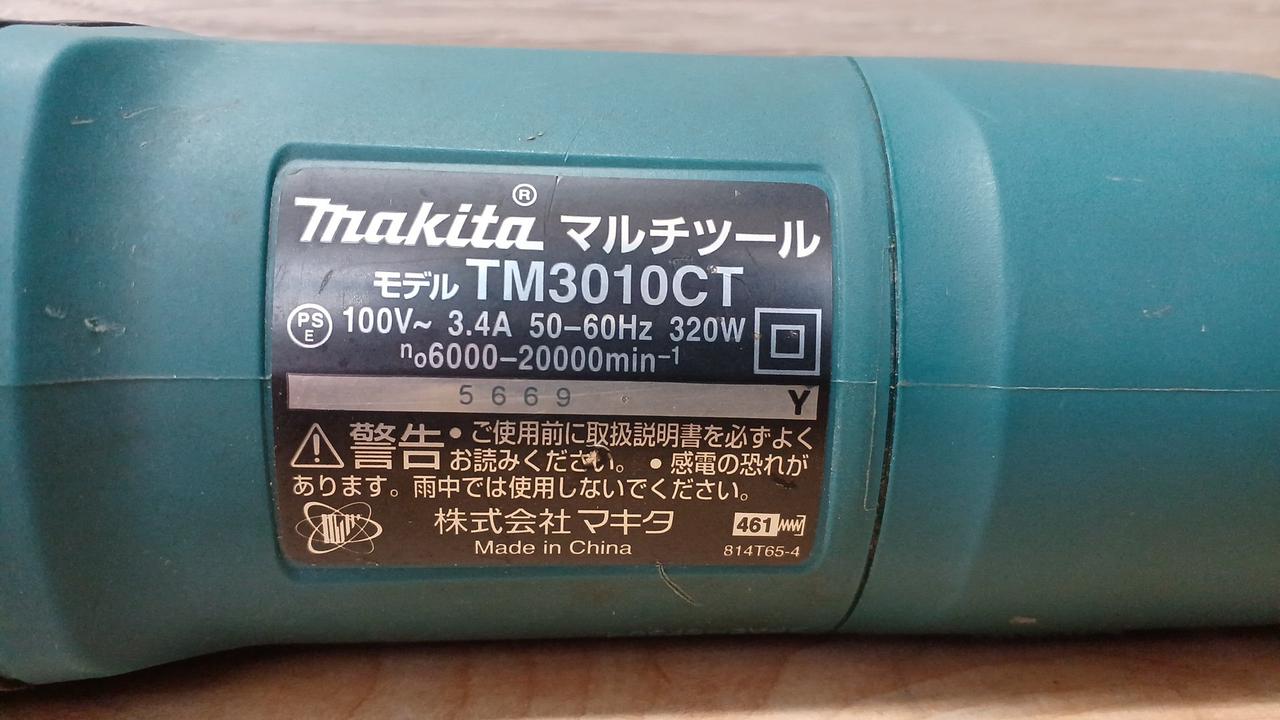 makita® マルチツール
モデル TM3010CT
PS E 100V~ 3.4A 50-60Hz 320W
n₀6000-20000min⁻¹
5669 Y
警告 • ご使用前に取扱説明書を必ずよく
お読みください。 • 感電の恐れが
あります。雨中では使用しないでください。
株式会社 マキタ 461
Made in China 814T65-4